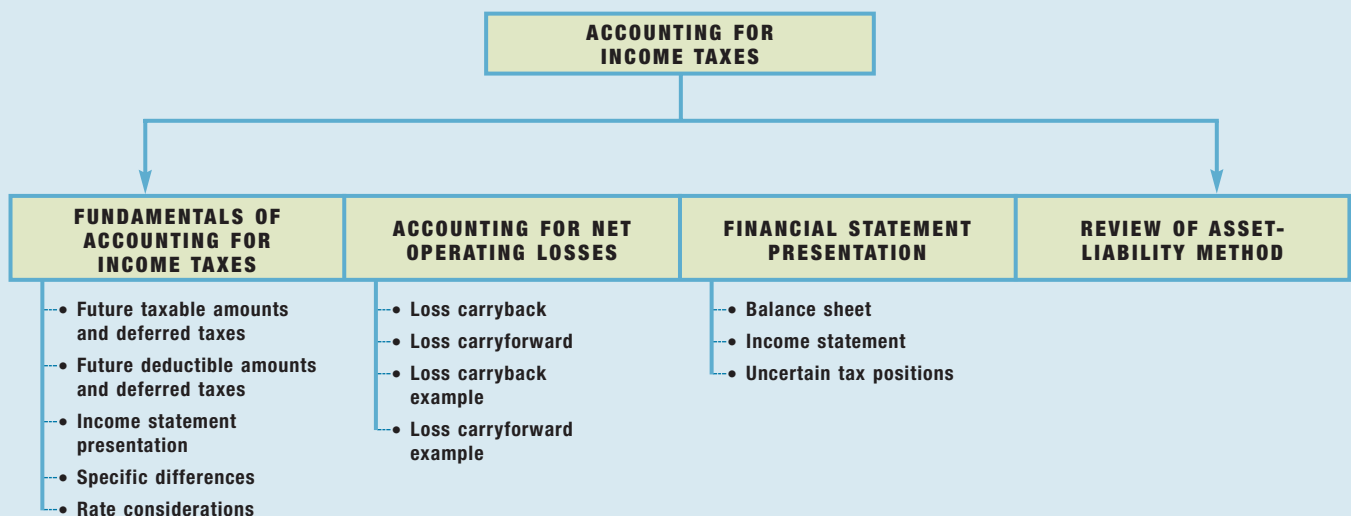 ACCOUNTING FOR
INCOME TAXES
FUNDAMENTALS OF
ACCOUNTING FOR
INCOME TAXES
• Future taxable amounts
and deferred taxes
• Future deductible amounts
and deferred taxes
• Income statement
presentation
• Specific differences
• Rate considerations
ACCOUNTING FOR NET
OPERATING LOSSES
• Loss carryback
• Loss carryforward
• Loss carryback
example
• Loss carryforward
example
FINANCIAL STATEMENT
PRESENTATION
• Balance sheet
• Income statement
• Uncertain tax positions
REVIEW OF ASSET-
LIABILITY METHOD